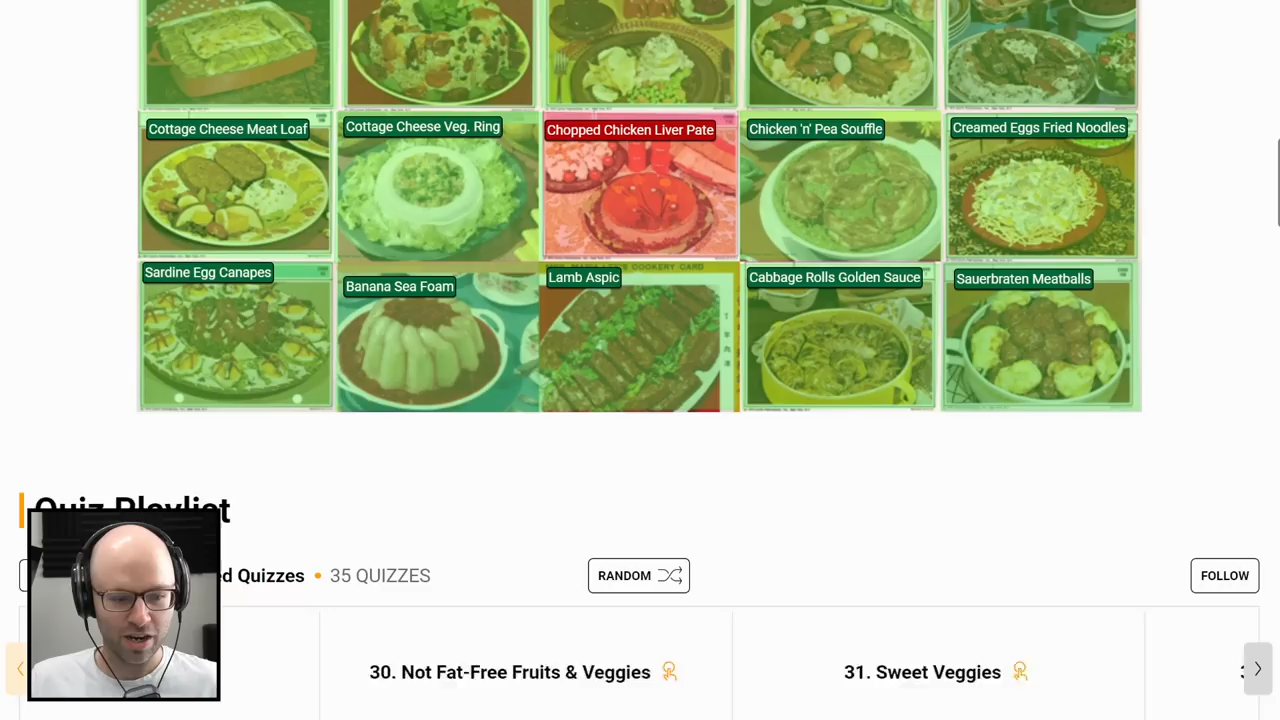 Cottage Cheese Meat Loaf
Cottage Cheese Veg. Ring
Chopped Chicken Liver Pate
Chicken 'n' Pea Souffle
Creamed Eggs Fried Noodles
Sardine Egg Canapes
Banana Sea Foam
Lamb Aspic
Cabbage Rolls Golden Sauce
Sauerbraten Meatballs
COOKERY CARD
Quiz Playlist
Quizzes • 35 QUIZZES
RANDOM
FOLLOW
30. Not Fat-Free Fruits & Veggies
31. Sweet Veggies